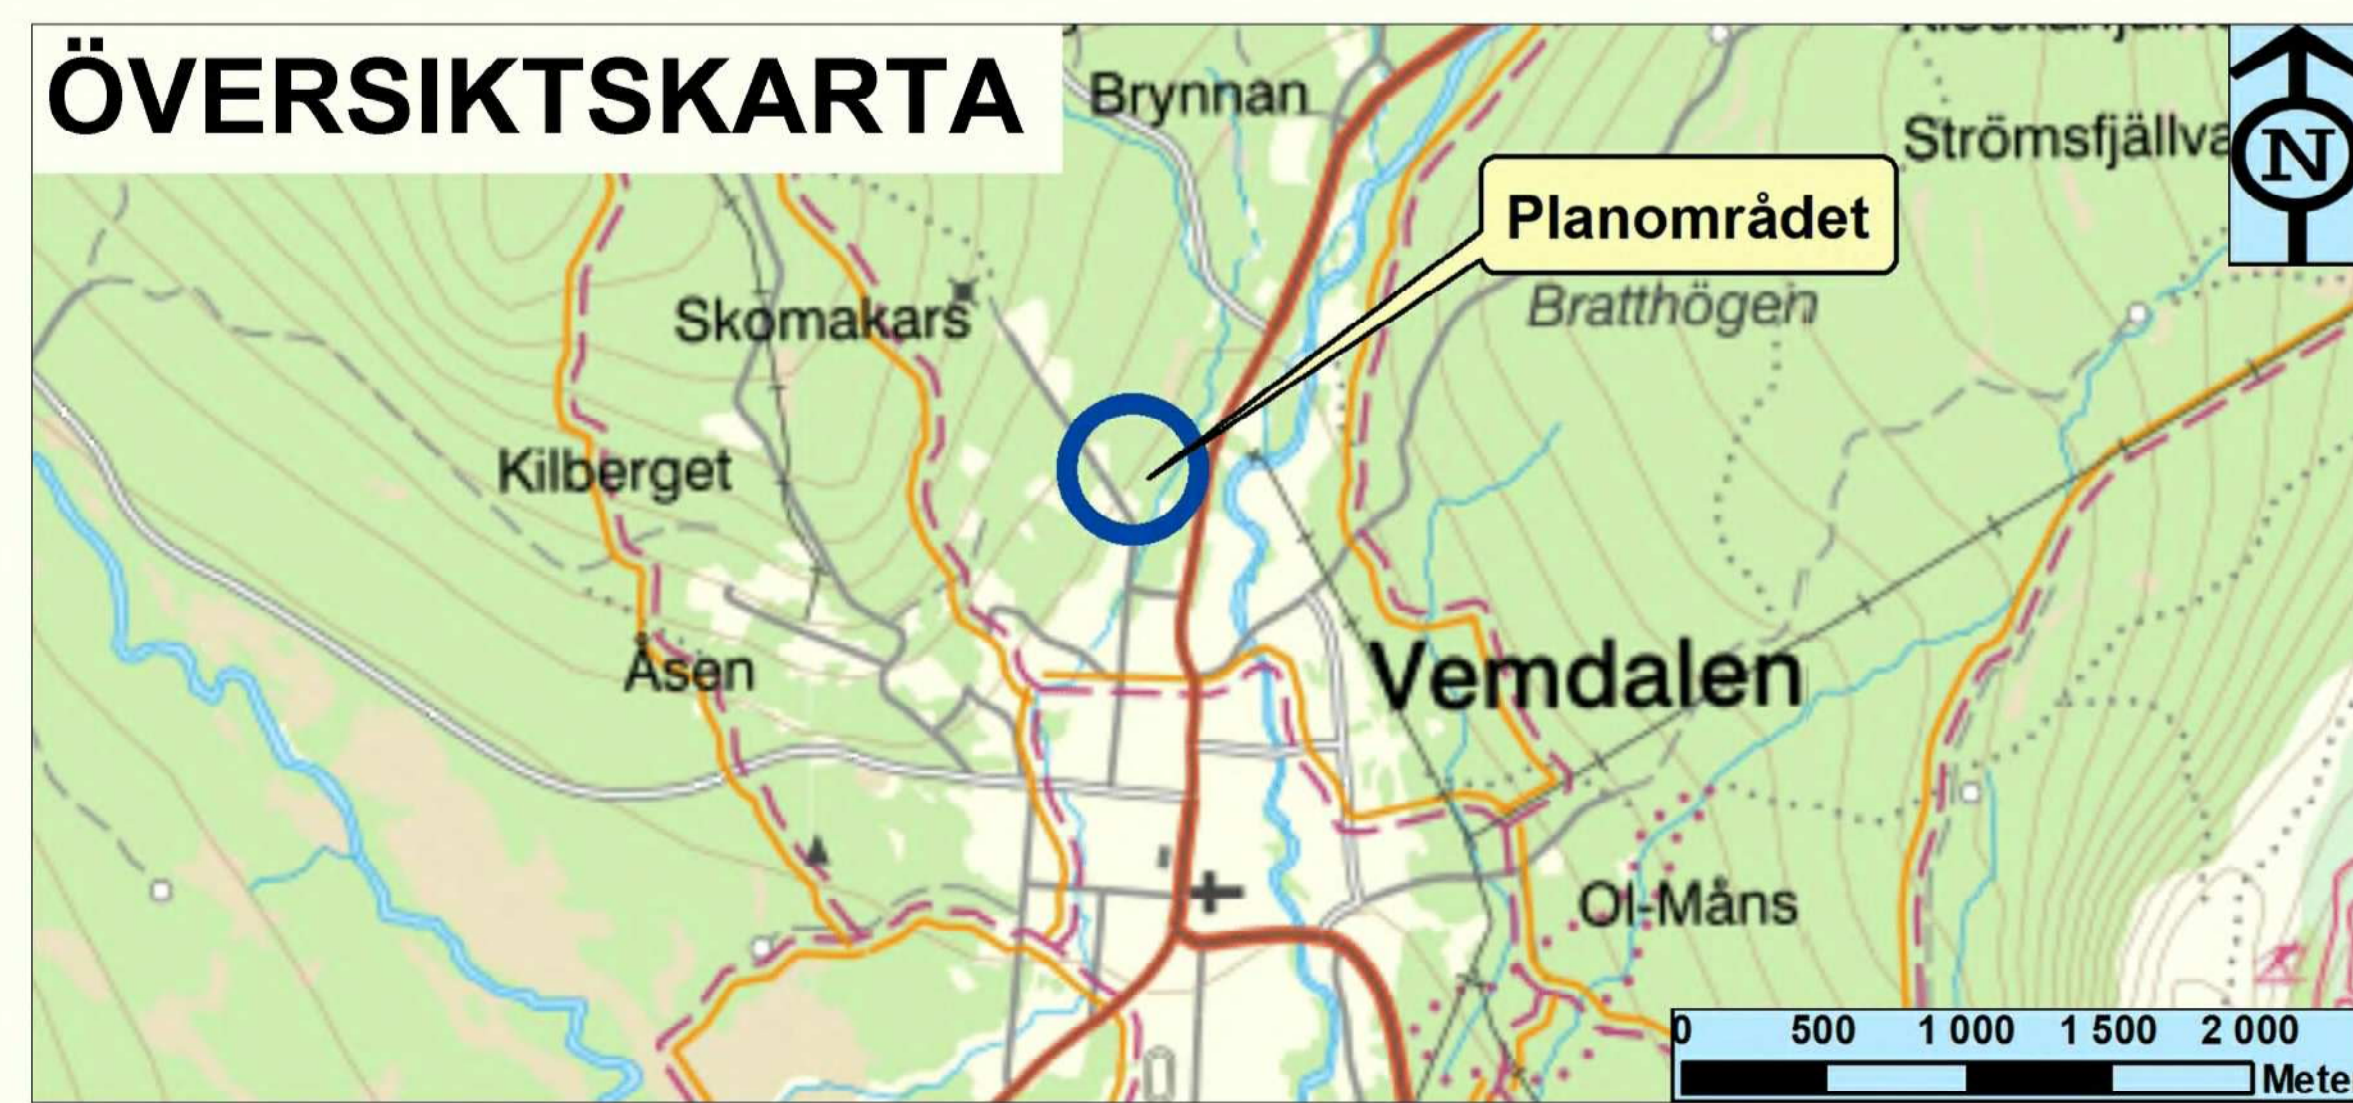 ÖVERSIKTSKARTA
Brynnan
Strömsfjällva
N
Planområdet
Bratthögen
Skomakars
Kilberget
Åsen
Vemdalen
Ol-Måns
0 500 1 000 1 500 2 000
Mete